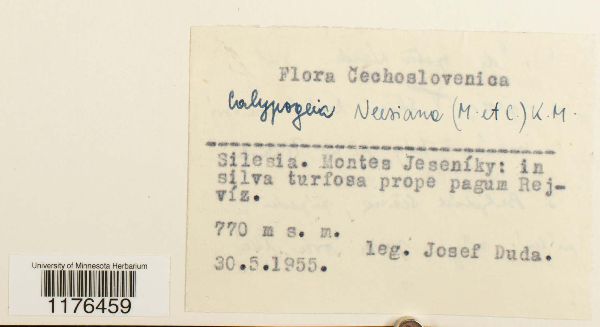 Flora Čechoslovenica
Calypogeia Neesiana (M. et C.) K. M.
Silesia. Montes Jeseníky: in
silva turfosa prope pagum Rej-
víz.
770 m s. m.
leg. Josef Duda.
30.5.1955.
University of Minnesota Herbarium
1176459